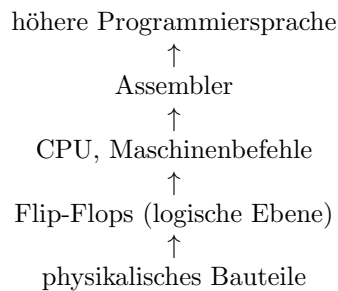 höhere Programmiersprache
↑
Assembler
↑
CPU, Maschinenbefehle
↑
Flip-Flops (logische Ebene)
↑
physikalisches Bauteile